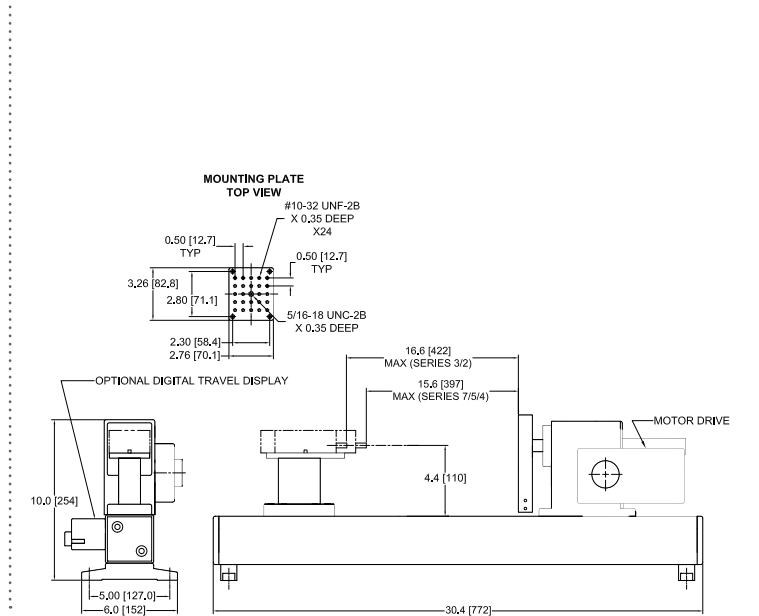 MOUNTING PLATE
TOP VIEW
#10-32 UNF-2B
X 0.35 DEEP
X24
0.50 [12.7]
TYP
0.50 [12.7]
TYP
3.26 [82.8]
2.80 [71.1]
5/16-18 UNC-2B
X 0.35 DEEP
2.30 [58.4]
2.76 [70.1]
16.6 [422]
MAX (SERIES 3/2)
15.6 [397]
MAX (SERIES 7/5/4)
OPTIONAL DIGITAL TRAVEL DISPLAY
MOTOR DRIVE
4.4 [110]
10.0 [254]
5.00 [127.0]
6.0 [152]
30.4 [772]